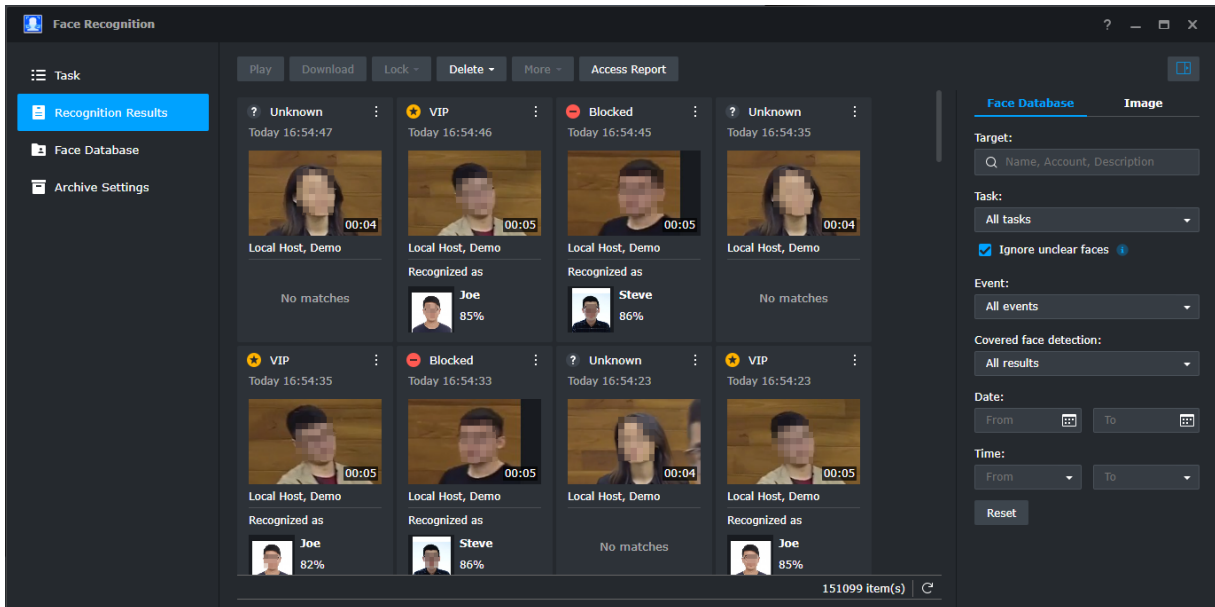 Face Recognition
?
Task
Recognition Results
Face Database
Archive Settings
Play Download Lock Delete More Access Report
? Unknown VIP Blocked ? Unknown
Today 16:54:47 Today 16:54:46 Today 16:54:45 Today 16:54:35
00:04 00:05 00:05 00:04
Local Host, Demo Local Host, Demo Local Host, Demo Local Host, Demo
Recognized as Recognized as
No matches Joe Steve No matches
85% 86%
VIP Blocked ? Unknown VIP
Today 16:54:35 Today 16:54:33 Today 16:54:23 Today 16:54:23
00:05 00:05 00:04 00:05
Local Host, Demo Local Host, Demo Local Host, Demo Local Host, Demo
Recognized as Recognized as Recognized as
Joe Steve No matches Joe
82% 86% 85%
151099 item(s)
Face Database Image
Target:
Name, Account, Description
Task:
All tasks
Ignore unclear faces i
Event:
All events
Covered face detection:
All results
Date:
From To
Time:
From To
Reset